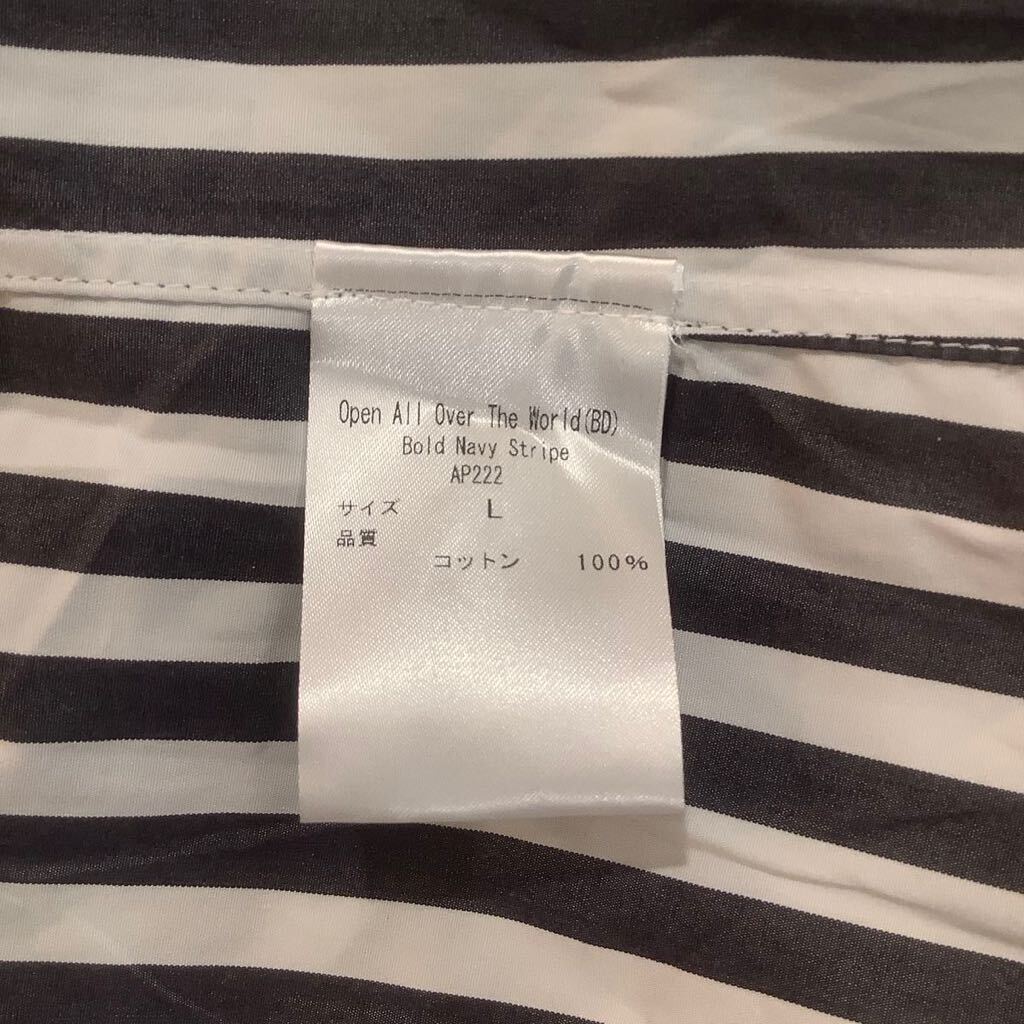 Open All Over The World(BD)
Bold Navy Stripe
AP222
サイズ L
品質
コットン 100%